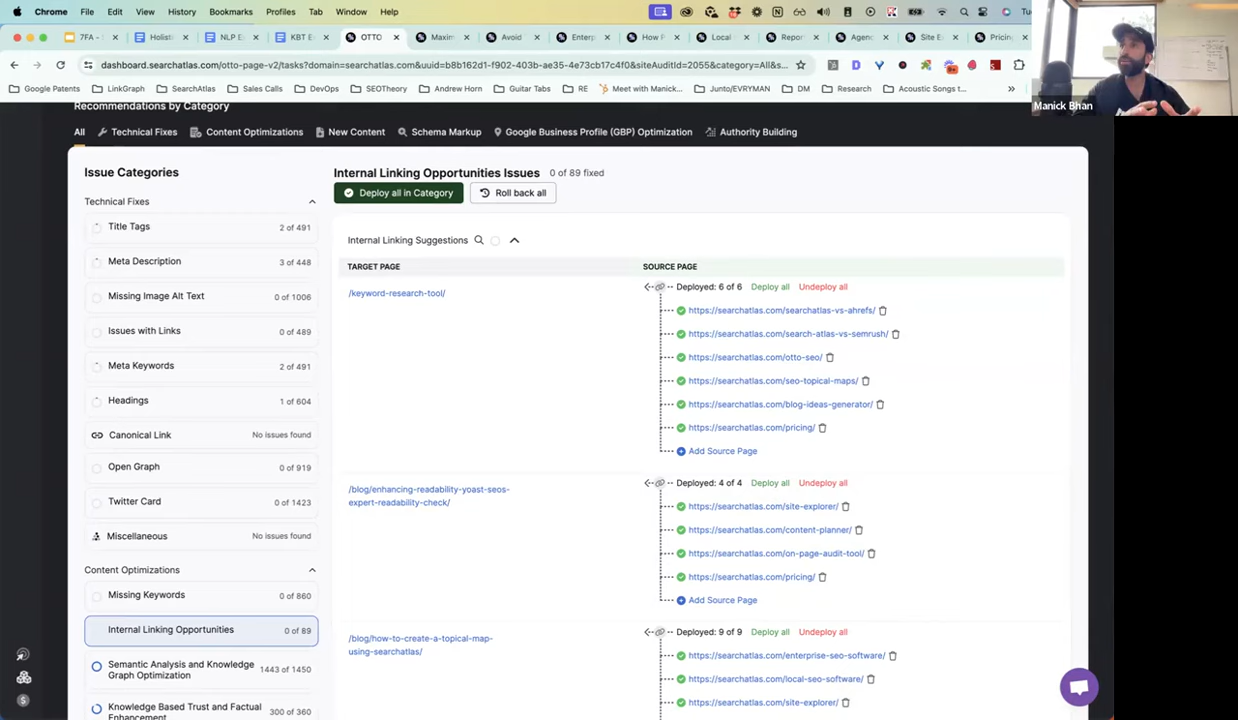 Chrome File Edit View History Bookmarks Profiles Tab Window Help
7FA - Holist NLP E KBT E OTTO Maxim Avoid Enterp How F Local Report Agenc Site E Pricing
dashboard.searchatlas.com/otto-page-v2/tasks?domain=searchatlas.com&uuid=b8b162d1-f902-403b-ae35-4e73cb17c4f0&siteAuditId=2055&category=All&s...
Google Patents LinkGraph SearchAtlas Sales Calls DevOps SEOTheory Andrew Horn Guitar Tabs RE Meet with Manick... Junto/EVRYMAN DM Research Acoustic Songs t... »
Manick Bhan
Recommendations by Category
All Technical Fixes Content Optimizations New Content Schema Markup Google Business Profile (GBP) Optimization Authority Building
Issue Categories
Technical Fixes
Title Tags 2 of 491
Meta Description 3 of 448
Missing Image Alt Text 0 of 1006
Issues with Links 0 of 489
Meta Keywords 2 of 491
Headings 1 of 604
Canonical Link No issues found
Open Graph 0 of 919
Twitter Card 0 of 1423
Miscellaneous No issues found
Content Optimizations
Missing Keywords 0 of 860
Internal Linking Opportunities 0 of 89
Semantic Analysis and Knowledge
Graph Optimization 1443 of 1450
Knowledge Based Trust and Factual
Enhancement 300 of 360
Internal Linking Opportunities Issues 0 of 89 fixed
Deploy all in Category Roll back all
Internal Linking Suggestions
TARGET PAGE SOURCE PAGE
/keyword-research-tool/
Deployed: 6 of 6 Deploy all Undeploy all
https://searchatlas.com/searchatlas-vs-ahrefs/
https://searchatlas.com/search-atlas-vs-semrush/
https://searchatlas.com/otto-seo/
https://searchatlas.com/seo-topical-maps/
https://searchatlas.com/blog-ideas-generator/
https://searchatlas.com/pricing/
Add Source Page
/blog/enhancing-readability-yoast-seos-
expert-readability-check/
Deployed: 4 of 4 Deploy all Undeploy all
https://searchatlas.com/site-explorer/
https://searchatlas.com/content-planner/
https://searchatlas.com/on-page-audit-tool/
https://searchatlas.com/pricing/
Add Source Page
/blog/how-to-create-a-topical-map-
using-searchatlas/
Deployed: 9 of 9 Deploy all Undeploy all
https://searchatlas.com/enterprise-seo-software/
https://searchatlas.com/local-seo-software/
https://searchatlas.com/site-explorer/